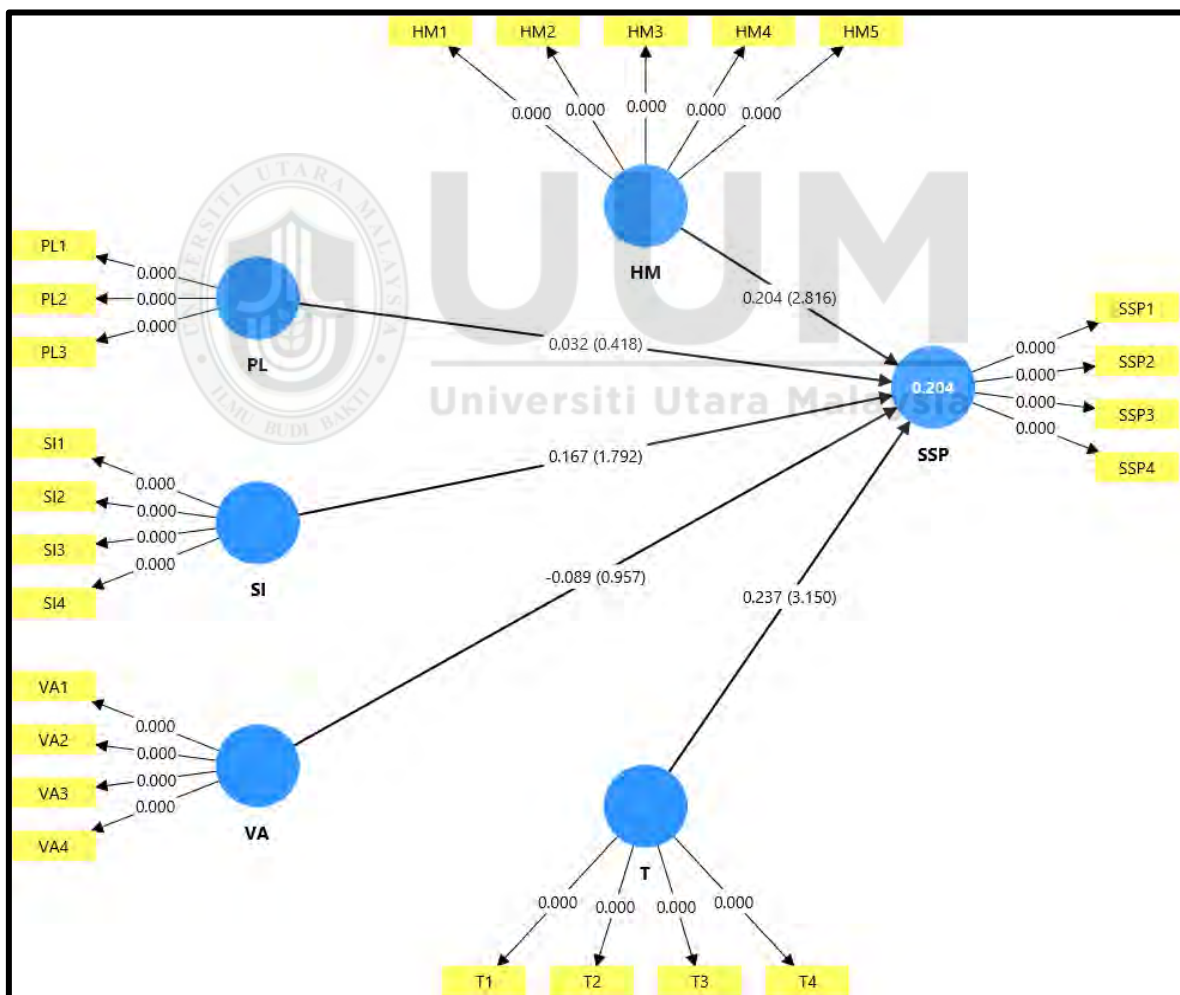 HM1 HM2 HM3 HM4 HM5
0.000 0.000 0.000 0.000 0.000
HM
UNIVERSITI UTARA MALAYSIA
ILMU BUDI BAKTI
UUM
Universiti Utara Malaysia
PL1
PL2
PL3
0.000
0.000
0.000
PL
0.204 (2.816)
0.032 (0.418)
0.167 (1.792)
-0.089 (0.957)
0.237 (3.150)
0.204
SSP
SSP1
SSP2
SSP3
SSP4
0.000
0.000
0.000
0.000
SI1
SI2
SI3
SI4
0.000
0.000
0.000
0.000
SI
VA1
VA2
VA3
VA4
0.000
0.000
0.000
0.000
VA
T
0.000 0.000 0.000 0.000
T1 T2 T3 T4